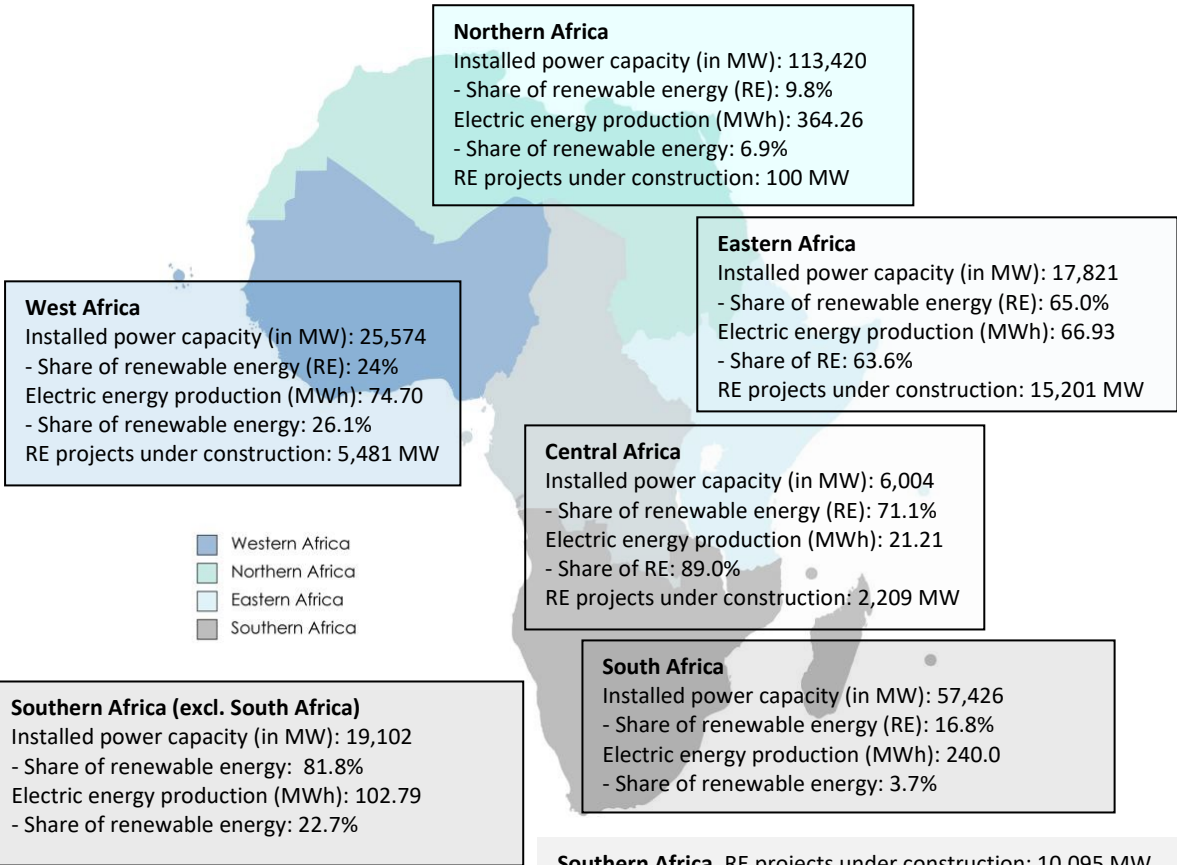 Northern Africa
Installed power capacity (in MW): 113,420
- Share of renewable energy (RE): 9.8%
Electric energy production (MWh): 364.26
- Share of renewable energy: 6.9%
RE projects under construction: 100 MW
Eastern Africa
Installed power capacity (in MW): 17,821
- Share of renewable energy (RE): 65.0%
Electric energy production (MWh): 66.93
- Share of RE: 63.6%
RE projects under construction: 15,201 MW
West Africa
Installed power capacity (in MW): 25,574
- Share of renewable energy (RE): 24%
Electric energy production (MWh): 74.70
- Share of renewable energy: 26.1%
RE projects under construction: 5,481 MW
Central Africa
Installed power capacity (in MW): 6,004
- Share of renewable energy (RE): 71.1%
Electric energy production (MWh): 21.21
- Share of RE: 89.0%
RE projects under construction: 2,209 MW
Western Africa
Northern Africa
Eastern Africa
Southern Africa
South Africa
Installed power capacity (in MW): 57,426
- Share of renewable energy (RE): 16.8%
Electric energy production (MWh): 240.0
- Share of renewable energy: 3.7%
Southern Africa (excl. South Africa)
Installed power capacity (in MW): 19,102
- Share of renewable energy: 81.8%
Electric energy production (MWh): 102.79
- Share of renewable energy: 22.7%
Southern Africa RE projects under construction: 10,095 MW